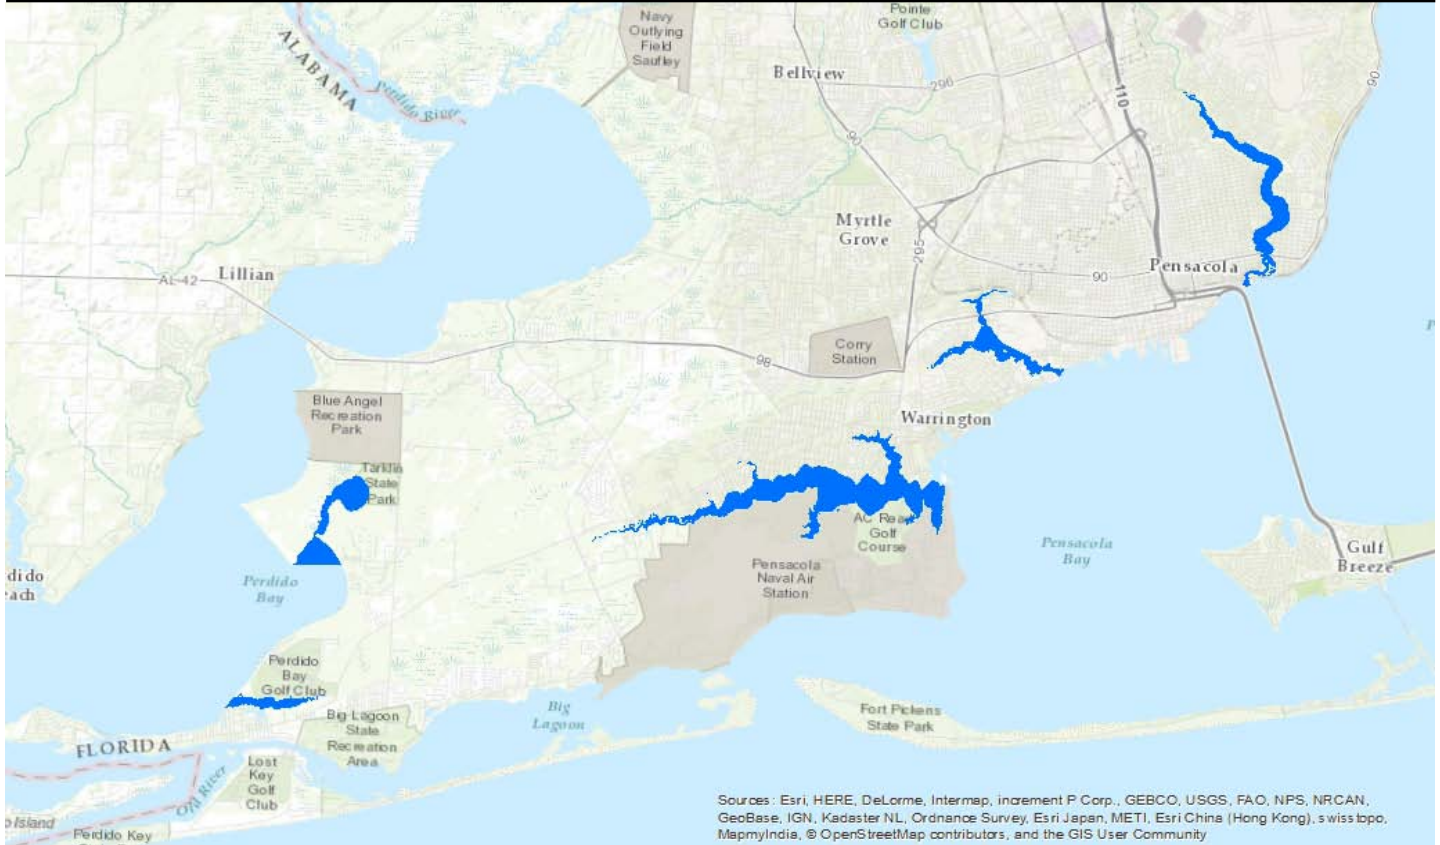 Navy
Outlying
Field
Saufley
Pointe
Golf Club
ALABAMA
Perdido River
Bellview
296
110
90
90
Myrtle
Grove
295
90
Pensacola
Lillian
AL-42
98
Corry
Station
Blue Angel
Recreation
Park
Warrington
Tarkiln
State
Park
AC Read
Golf
Course
Pensacola
Naval Air
Station
Pensacola
Bay
Gulf
Breeze
dido
ach
Perdido
Bay
Perdido
Bay
Golf Club
Big Lagoon
State
Recreation
Area
Big
Lagoon
Fort Pickens
State Park
FLORIDA
Old River
Lost
Key
Golf
Club
o Island
Perdido Key
P
Sources: Esri, HERE, DeLorme, Intermap, increment P Corp., GEBCO, USGS, FAO, NPS, NRCAN,
GeoBase, IGN, Kadaster NL, Ordnance Survey, Esri Japan, METI, Esri China (Hong Kong), swisstopo,
MapmyIndia, © OpenStreetMap contributors, and the GIS User Community